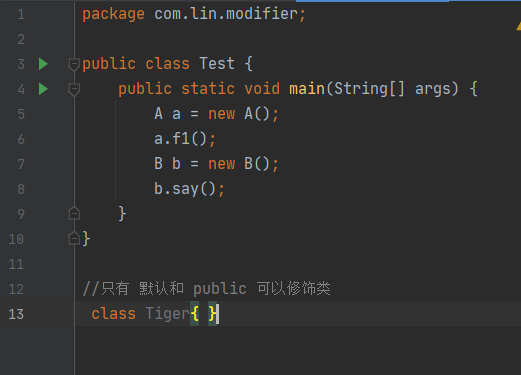 1 package com.lin.modifier;
2
3 public class Test {
4 public static void main(String[] args) {
5 A a = new A();
6 a.f1();
7 B b = new B();
8 b.say();
9 }
10 }
11
12 //只有 默认和 public 可以修饰类
13 class Tiger{ }